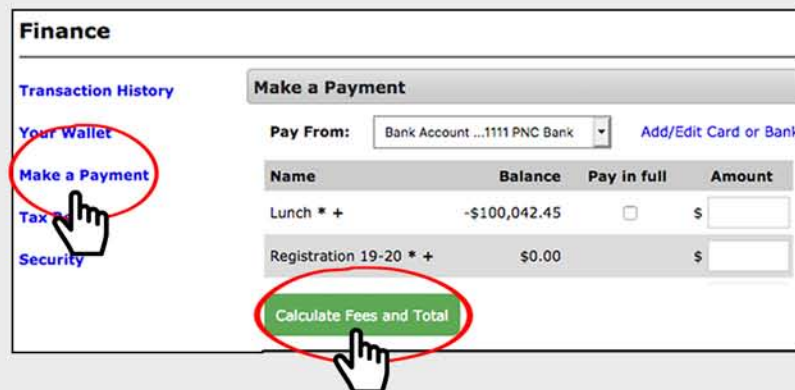 Finance
Transaction History
Your Wallet
Make a Payment
Tax
Security
Make a Payment
Pay From: Bank Account ...1111 PNC Bank Add/Edit Card or Bank
Name Balance Pay in full Amount
Lunch * + -$100,042.45 $
Registration 19-20 * + $0.00 $
Calculate Fees and Total